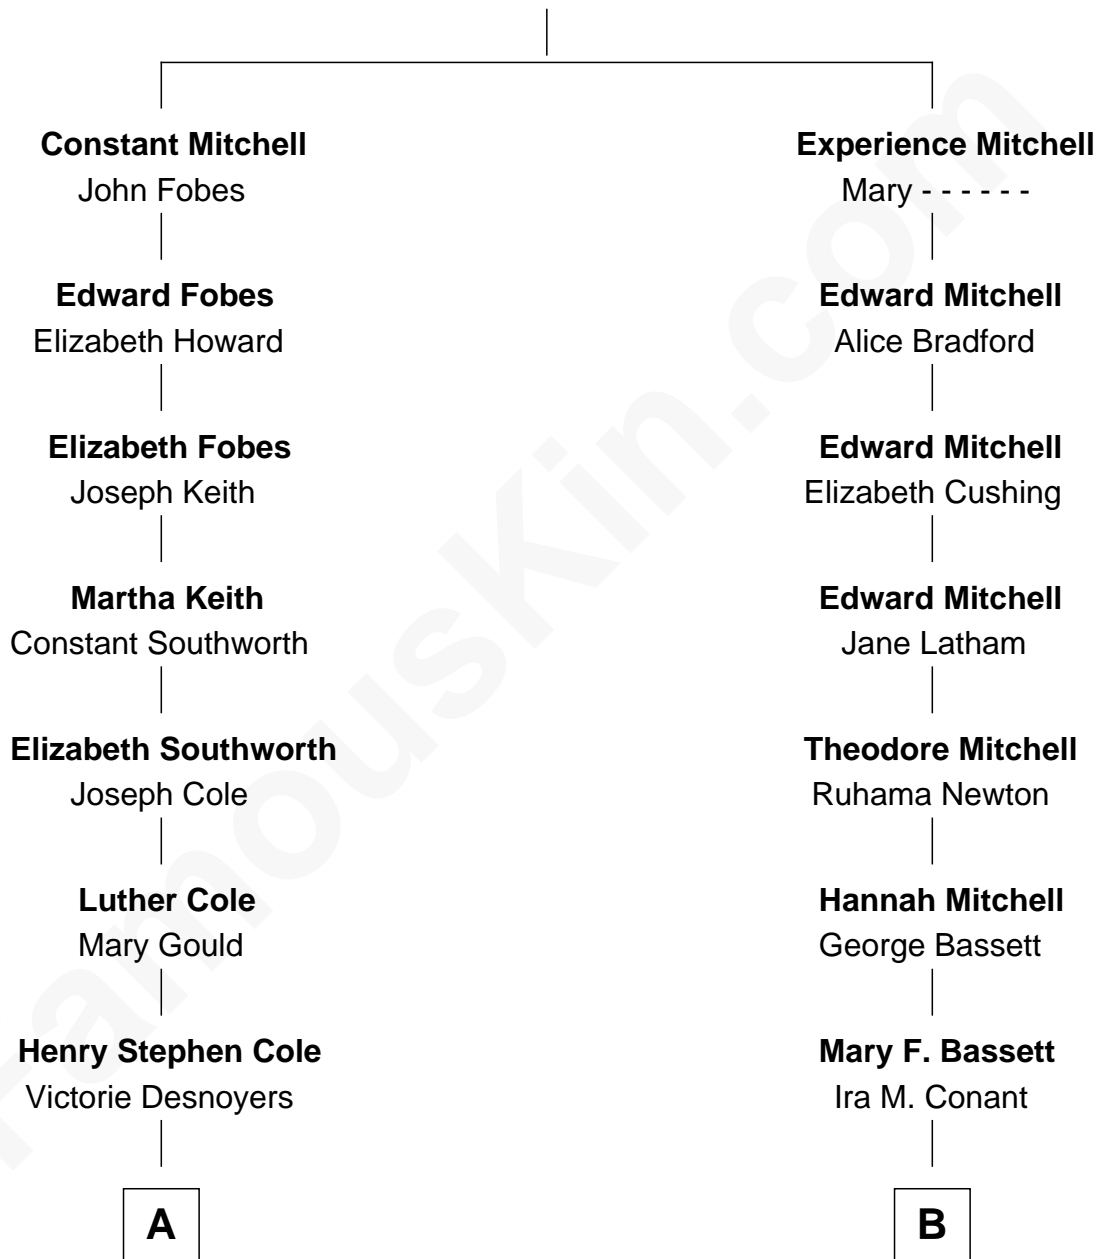 Constant Mitchell
John Fobes
Edward Fobes
Elizabeth Howard
Elizabeth Fobes
Joseph Keith
Martha Keith
Constant Southworth
Elizabeth Southworth
Joseph Cole
Luther Cole
Mary Gould
Henry Stephen Cole
Victorie Desnoyers
A
Experience Mitchell
Mary - - - - - -
Edward Mitchell
Alice Bradford
Edward Mitchell
Elizabeth Cushing
Edward Mitchell
Jane Latham
Theodore Mitchell
Ruhama Newton
Hannah Mitchell
George Bassett
Mary F. Bassett
Ira M. Conant
B
FamousKin.com